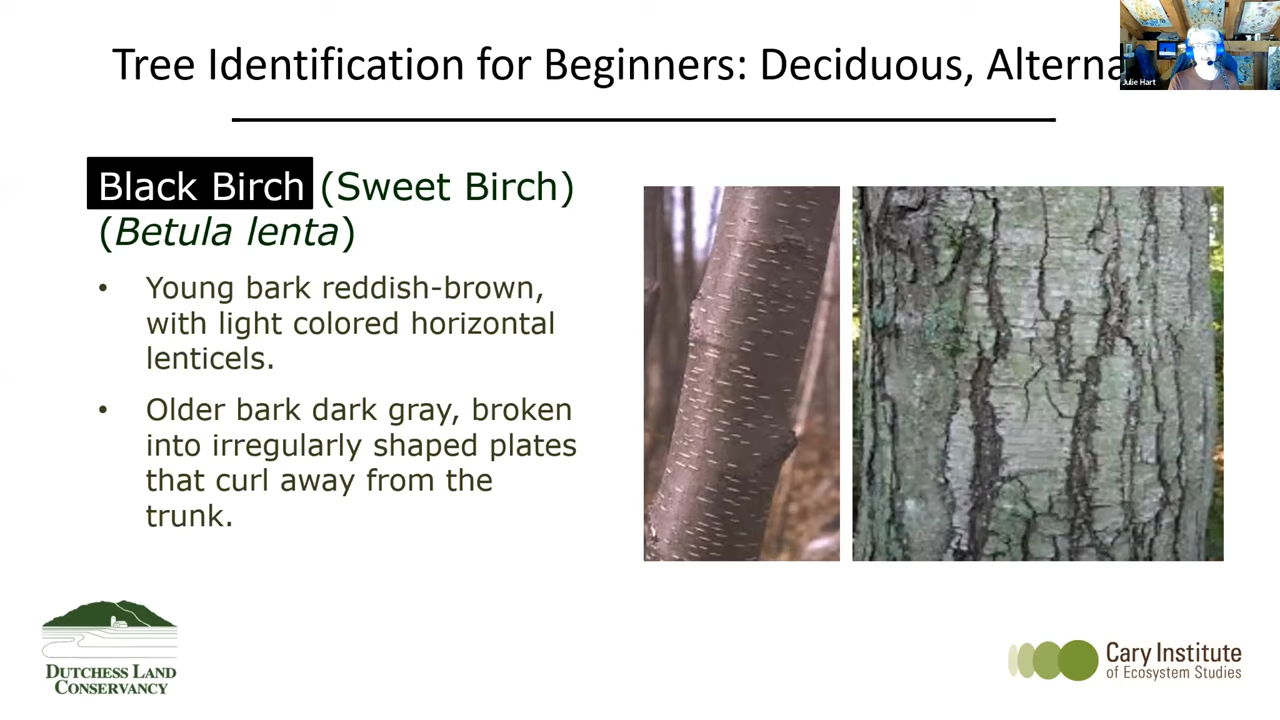 Tree Identification for Beginners: Deciduous, Alterna
Julie Hart
Black Birch (Sweet Birch)
(Betula lenta)
• Young bark reddish-brown,
with light colored horizontal
lenticels.
• Older bark dark gray, broken
into irregularly shaped plates
that curl away from the
trunk.
DUTCHESS LAND
CONSERVANCY
Cary Institute
of Ecosystem Studies